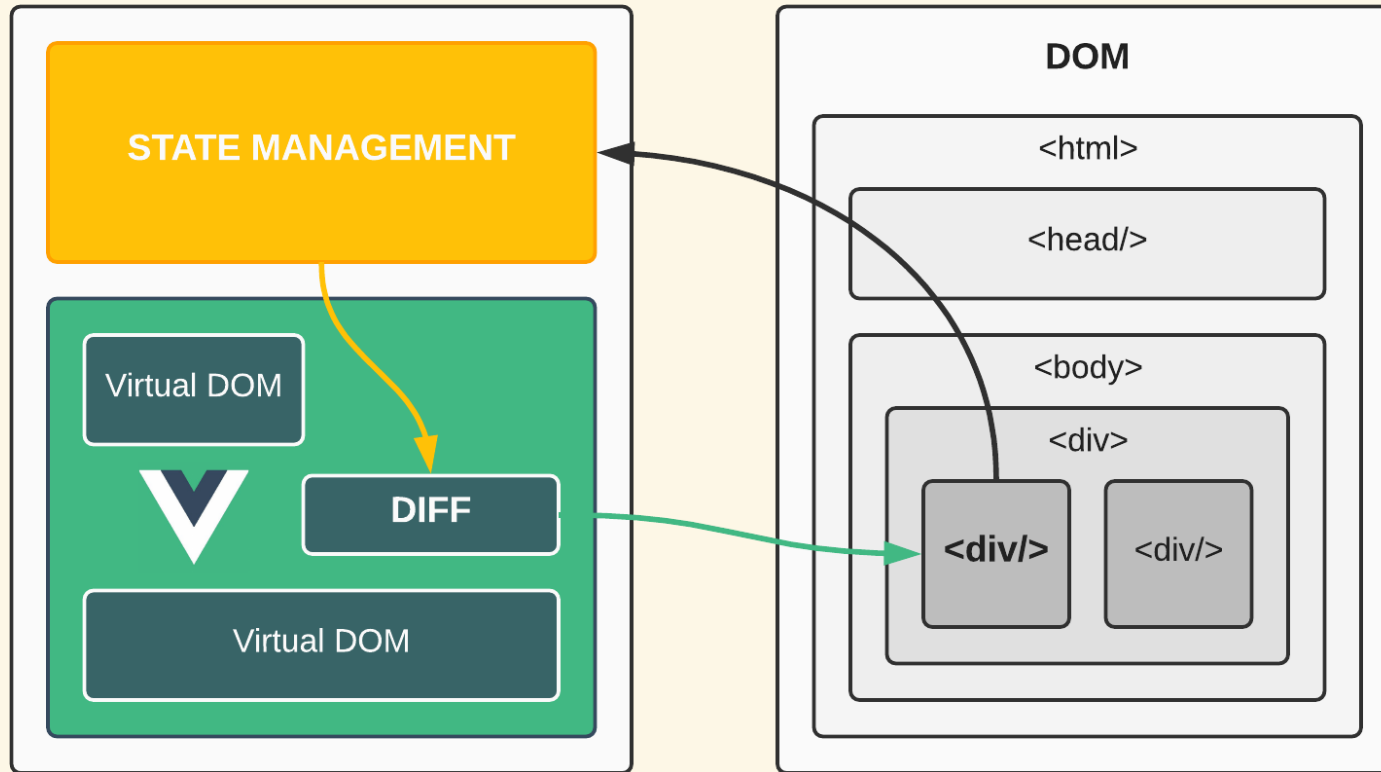 STATE MANAGEMENT
Virtual DOM
DIFF
Virtual DOM
DOM
<html>
<head/>
<body>
<div>
<div/>
<div/>